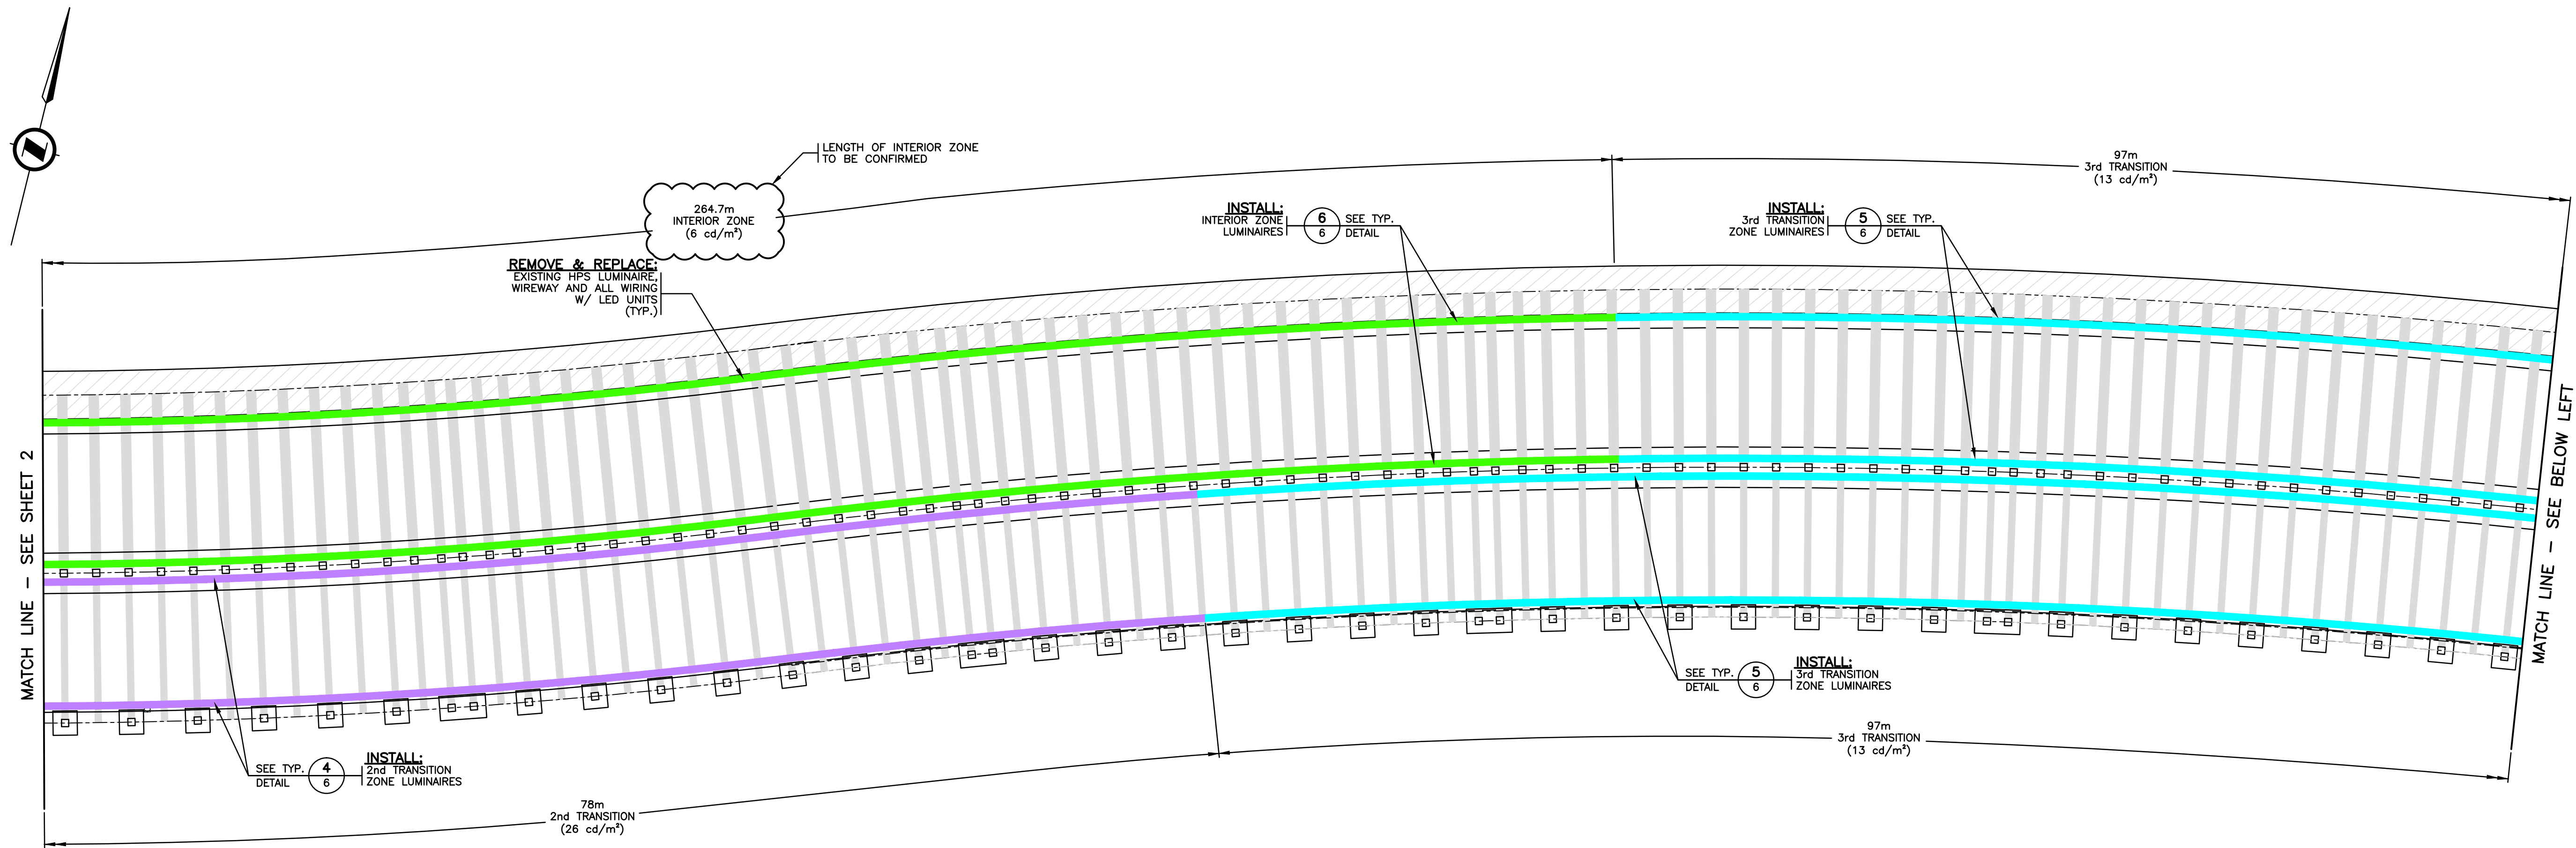 LENGTH OF INTERIOR ZONE
TO BE CONFIRMED
97m
3rd TRANSITION
(13 cd/m²)
264.7m
INTERIOR ZONE
(6 cd/m²)
INSTALL:
INTERIOR ZONE
LUMINAIRES
6
6
SEE TYP.
DETAIL
INSTALL:
3rd TRANSITION
ZONE LUMINAIRES
5
6
SEE TYP.
DETAIL
REMOVE & REPLACE:
EXISTING HPS LUMINAIRE,
WIREWAY AND ALL WIRING
W/ LED UNITS
(TYP.)
MATCH LINE - SEE SHEET 2
MATCH LINE - SEE BELOW LEFT
SEE TYP.
DETAIL
5
6
INSTALL:
3rd TRANSITION
ZONE LUMINAIRES
97m
3rd TRANSITION
(13 cd/m²)
SEE TYP.
DETAIL
4
6
INSTALL:
2nd TRANSITION
ZONE LUMINAIRES
78m
2nd TRANSITION
(26 cd/m²)